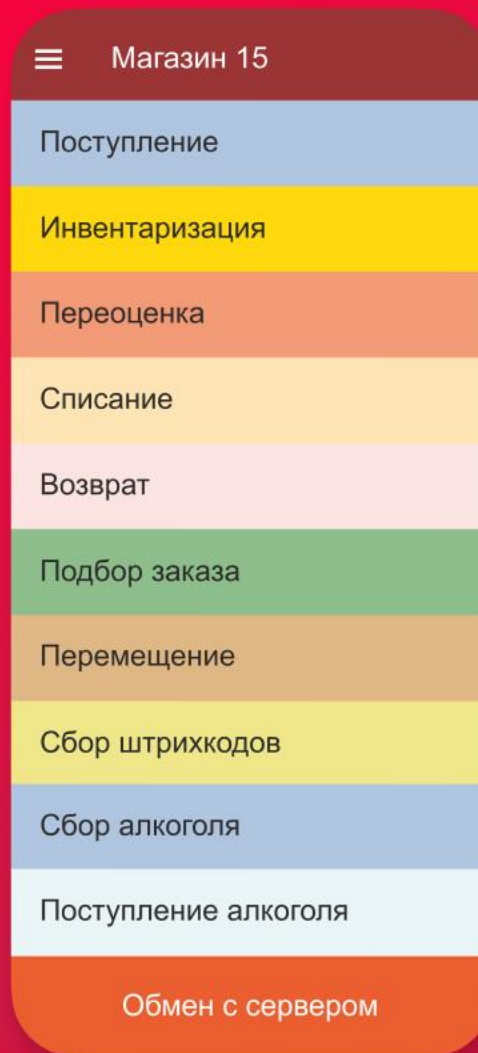 Магазин 15
Поступление
Инвентаризация
Переоценка
Списание
Возврат
Подбор заказа
Перемещение
Сбор штрихкодов
Сбор алкоголя
Поступление алкоголя
Обмен с сервером